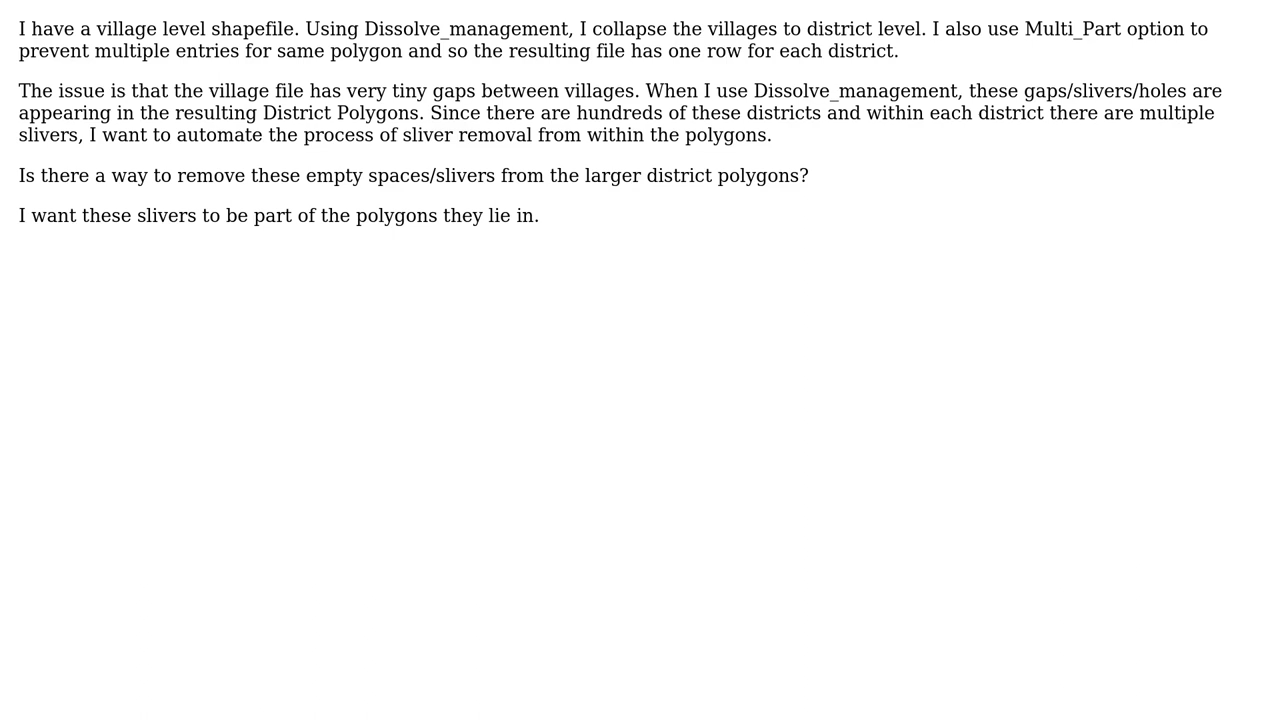 I have a village level shapefile. Using Dissolve_management, I collapse the villages to district level. I also use Multi_Part option to
prevent multiple entries for same polygon and so the resulting file has one row for each district.
The issue is that the village file has very tiny gaps between villages. When I use Dissolve_management, these gaps/slivers/holes are
appearing in the resulting District Polygons. Since there are hundreds of these districts and within each district there are multiple
slivers, I want to automate the process of sliver removal from within the polygons.
Is there a way to remove these empty spaces/slivers from the larger district polygons?
I want these slivers to be part of the polygons they lie in.